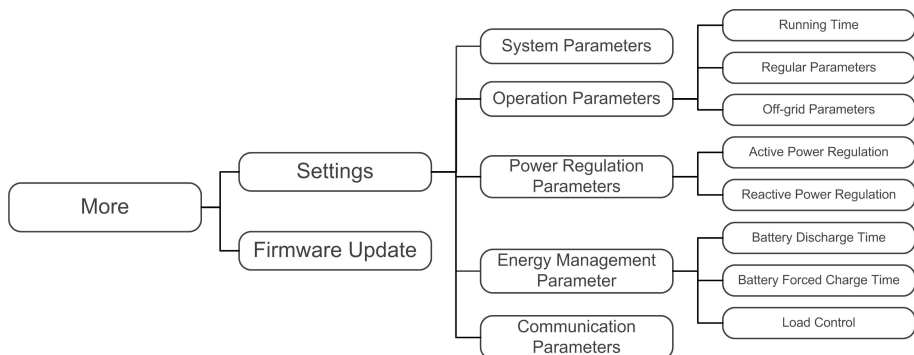 More
Settings
Firmware Update
System Parameters
Operation Parameters
Power Regulation
Parameters
Energy Management
Parameter
Communication
Parameters
Running Time
Regular Parameters
Off-grid Parameters
Active Power Regulation
Reactive Power Regulation
Battery Discharge Time
Battery Forced Charge Time
Load Control